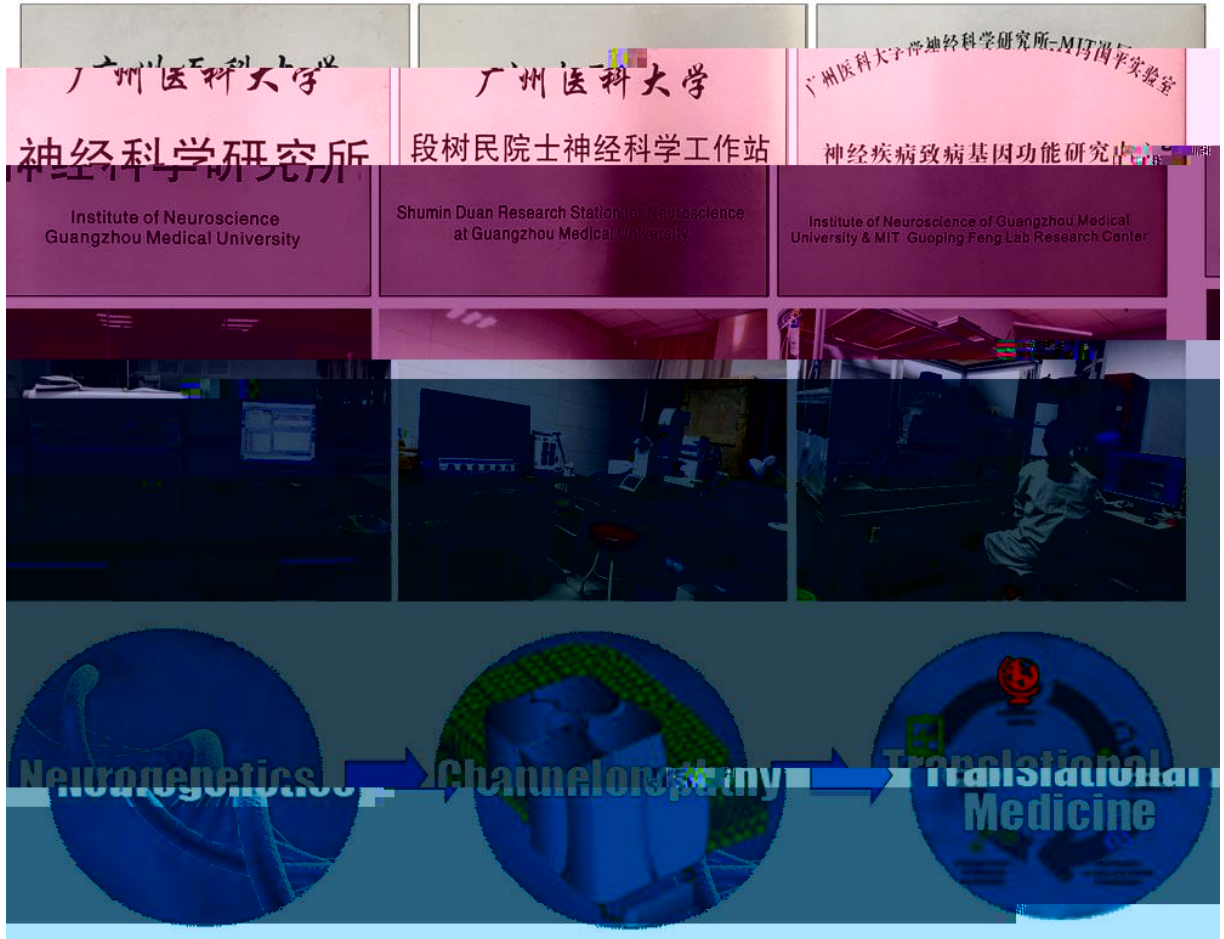 广州医科大学
神经科学研究所
Institute of Neuroscience
Guangzhou Medical University
广州医科大学
段树民院士神经科学工作站
Shumin Duan Research Station for Neuroscience
at Guangzhou Medical University
广州医科大学神经科学研究所-MIT冯国平实验室
神经疾病致病基因功能研究
Institute of Neuroscience of Guangzhou Medical
University & MIT Guoping Feng Lab Research Center
Neurogenetics
Channelopathy
Translational
Medicine